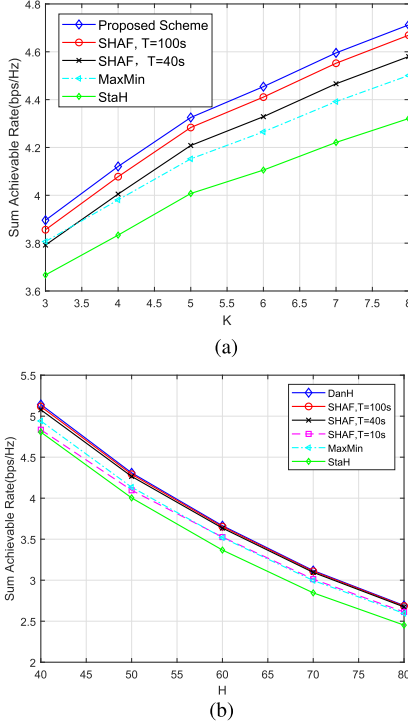 4.8
4.6
4.4
4.2
4
3.8
3.6
Sum Achievable Rate(bps/Hz)
Proposed Scheme
SHAF, T=100s
SHAF,  T=40s
MaxMin
StaH
3 3.5 4 4.5 5 5.5 6 6.5 7 7.5 8
K
(a)
5.5
5
4.5
4
3.5
3
2.5
2
Sum Achievable Rate(bps/Hz)
DanH
SHAF,T=100s
SHAF,T=40s
SHAF,T=10s
MaxMin
StaH
40 45 50 55 60 65 70 75 80
H
(b)